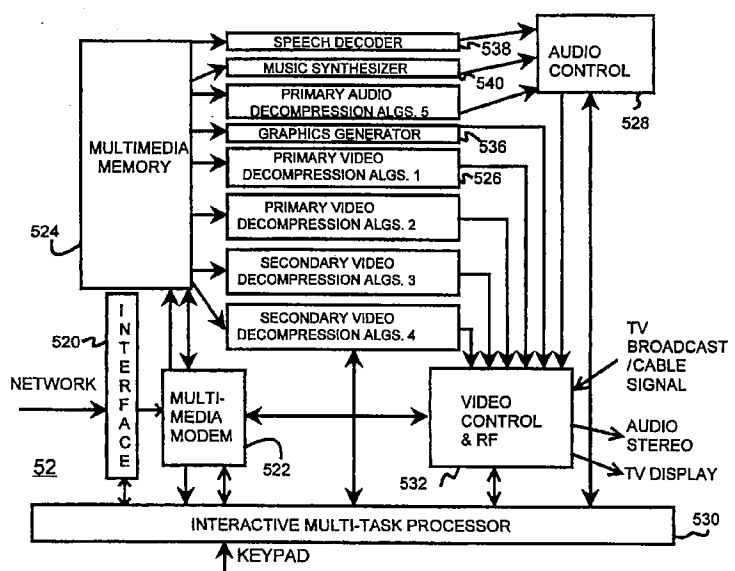 SPEECH DECODER
538
MUSIC SYNTHESIZER
540
AUDIO
CONTROL
528
PRIMARY AUDIO
DECOMPRESSION ALGS. 5
GRAPHICS GENERATOR
536
MULTIMEDIA
MEMORY
524
PRIMARY VIDEO
DECOMPRESSION ALGS. 1
526
PRIMARY VIDEO
DECOMPRESSION ALGS. 2
SECONDARY VIDEO
DECOMPRESSION ALGS. 3
SECONDARY VIDEO
DECOMPRESSION ALGS. 4
520
INTERFACE
NETWORK
MULTI-
MEDIA
MODEM
522
VIDEO
CONTROL
& RF
532
TV
BROADCAST
/CABLE
SIGNAL
AUDIO
STEREO
TV DISPLAY
52
INTERACTIVE MULTI-TASK PROCESSOR
530
KEYPAD